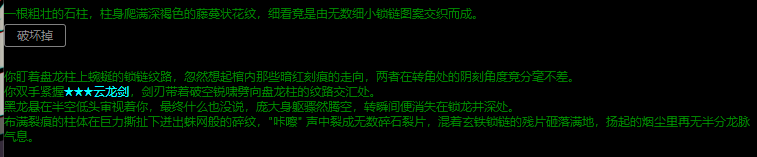 一根粗壮的石柱，柱身爬满深褐色的藤蔓状花纹，细看竟是由无数细小锁链图案交织而成。
破坏掉
你盯着盘龙柱上蜿蜒的锁链纹路，忽然想起棺内那些暗红刻痕的走向，两者在转角处的阴刻角度竟分毫不差。
你双手紧握★★★云龙剑，剑刃带着破空锐啸劈向盘龙柱的纹路交汇处。
黑龙悬在半空低头审视着你，最终什么也没说，庞大身躯骤然腾空，转瞬间便消失在锁龙井深处。
布满裂痕的柱体在巨力撕扯下迸出蛛网般的碎纹，"咔嚓" 声中裂成无数碎石裂片，混着玄铁锁链的残片砸落满地，扬起的烟尘里再无半分龙脉
气息。